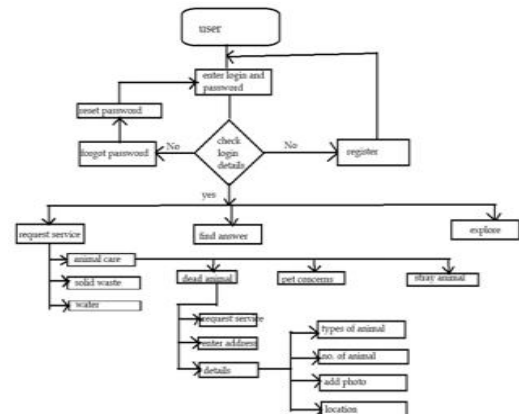 user
enter login and
password
reset password
forgot password
No
check
login
details
No
register
yes
request service
find answer
explore
animal care
solid waste
water
dead animal
pet concerns
stray animal
request service
enter address
details
types of animal
no. of animal
add photo
location